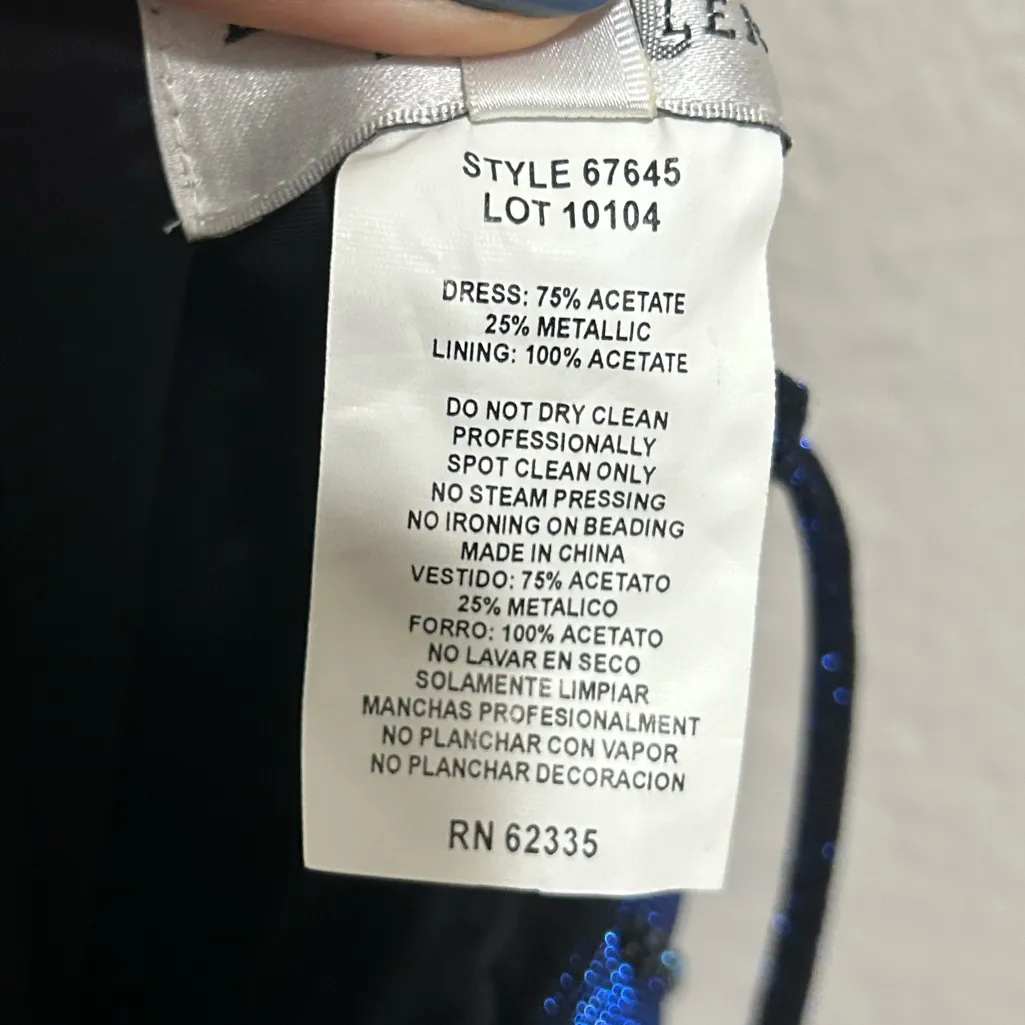 STYLE 67645
LOT 10104
DRESS: 75% ACETATE
25% METALLIC
LINING: 100% ACETATE
DO NOT DRY CLEAN
PROFESSIONALLY
SPOT CLEAN ONLY
NO STEAM PRESSING
NO IRONING ON BEADING
MADE IN CHINA
VESTIDO: 75% ACETATO
25% METALICO
FORRO: 100% ACETATO
NO LAVAR EN SECO
SOLAMENTE LIMPIAR
MANCHAS PROFESIONALMENT
NO PLANCHAR CON VAPOR
NO PLANCHAR DECORACION
RN 62335